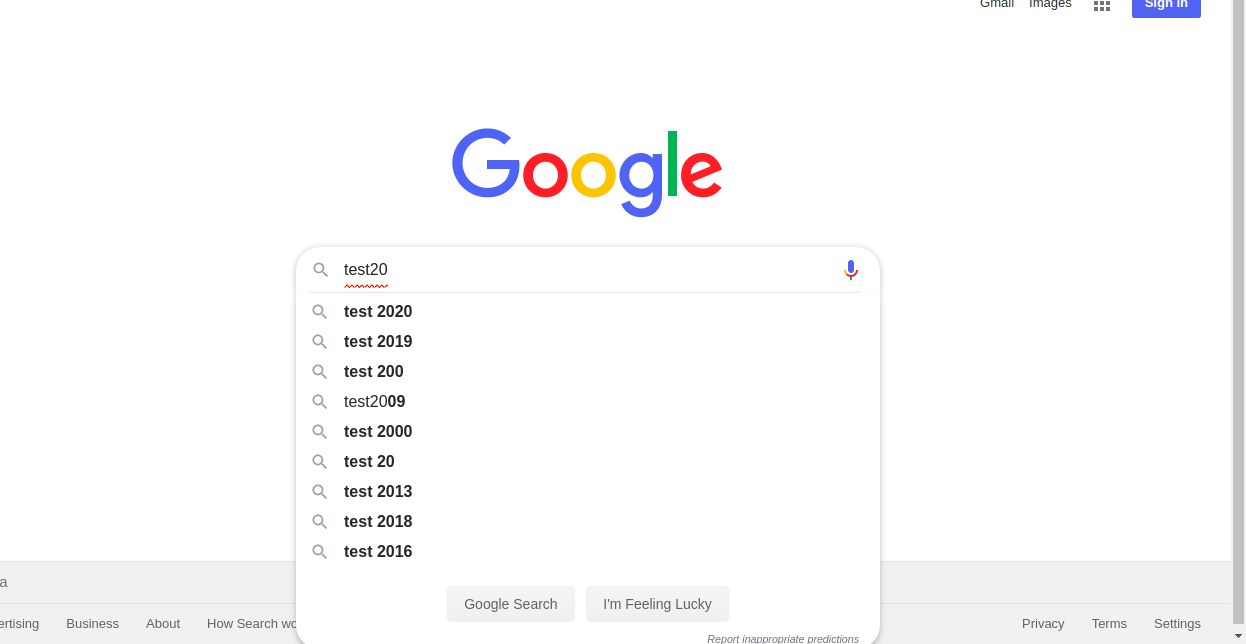 Gmail Images Sign in
Google
test20
test 2020
test 2019
test 200
test2009
test 2000
test 20
test 2013
test 2018
test 2016
Google Search I'm Feeling Lucky
Report inappropriate predictions
a
ertising Business About How Search wo Privacy Terms Settings